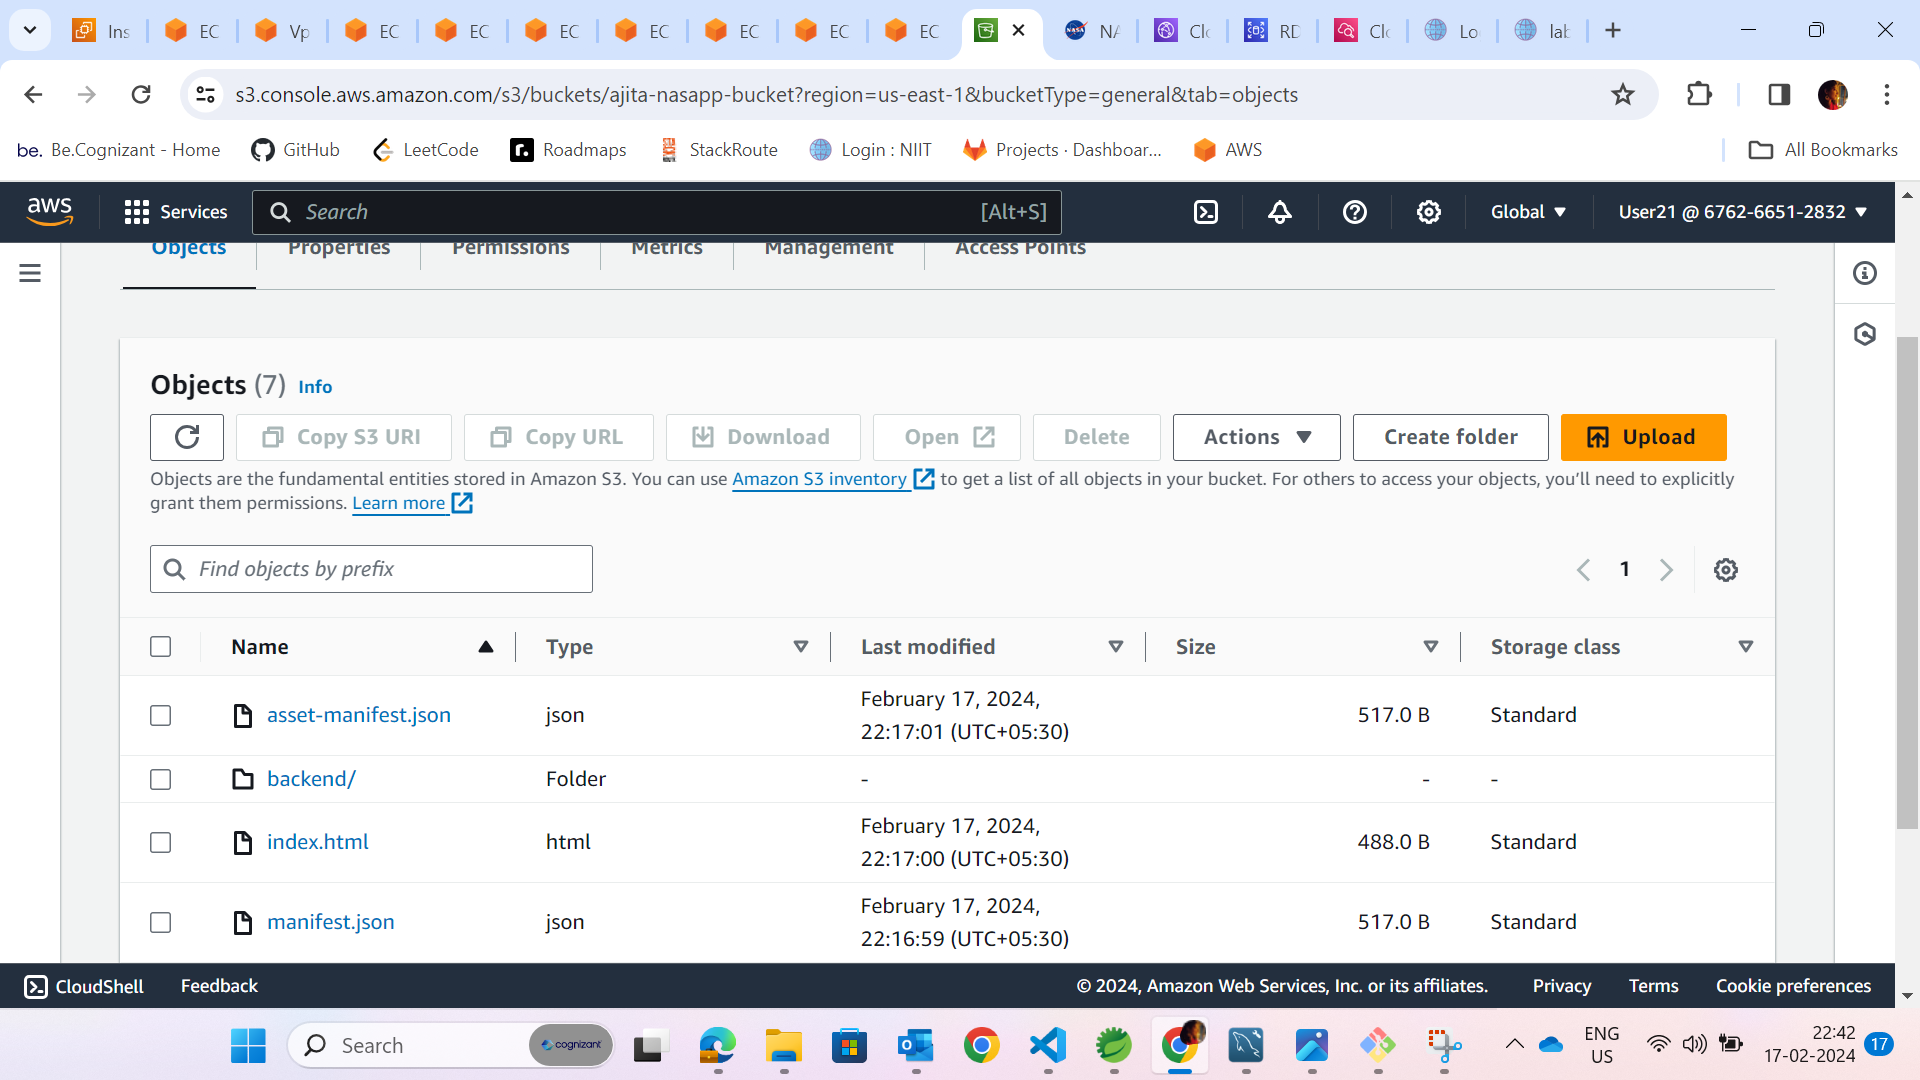 Ins
EC
Vp
EC
EC
EC
EC
EC
EC
EC
NA
Clo
RD
Clo
Lo
lab
s3.console.aws.amazon.com/s3/buckets/ajita-nasapp-bucket?region=us-east-1&bucketType=general&tab=objects
be. Be.Cognizant - Home
GitHub
LeetCode
r. Roadmaps
StackRoute
Login : NIIT
Projects · Dashboar...
AWS
All Bookmarks
aws
Services
Search
[Alt+S]
Global
User21 @ 6762-6651-2832
Objects
Properties
Permissions
Metrics
Management
Access Points
Objects (7) Info
Copy S3 URI
Copy URL
Download
Open
Delete
Actions
Create folder
Upload
Objects are the fundamental entities stored in Amazon S3. You can use Amazon S3 inventory to get a list of all objects in your bucket. For others to access your objects, you’ll need to explicitly
grant them permissions. Learn more
Find objects by prefix
1
Name
Type
Last modified
Size
Storage class
asset-manifest.json
json
February 17, 2024,
22:17:01 (UTC+05:30)
517.0 B
Standard
backend/
Folder
-
-
-
index.html
html
February 17, 2024,
22:17:00 (UTC+05:30)
488.0 B
Standard
manifest.json
json
February 17, 2024,
22:16:59 (UTC+05:30)
517.0 B
Standard
CloudShell
Feedback
© 2024, Amazon Web Services, Inc. or its affiliates.
Privacy
Terms
Cookie preferences
Search
cognizant
ENG
US
22:42
17-02-2024
17